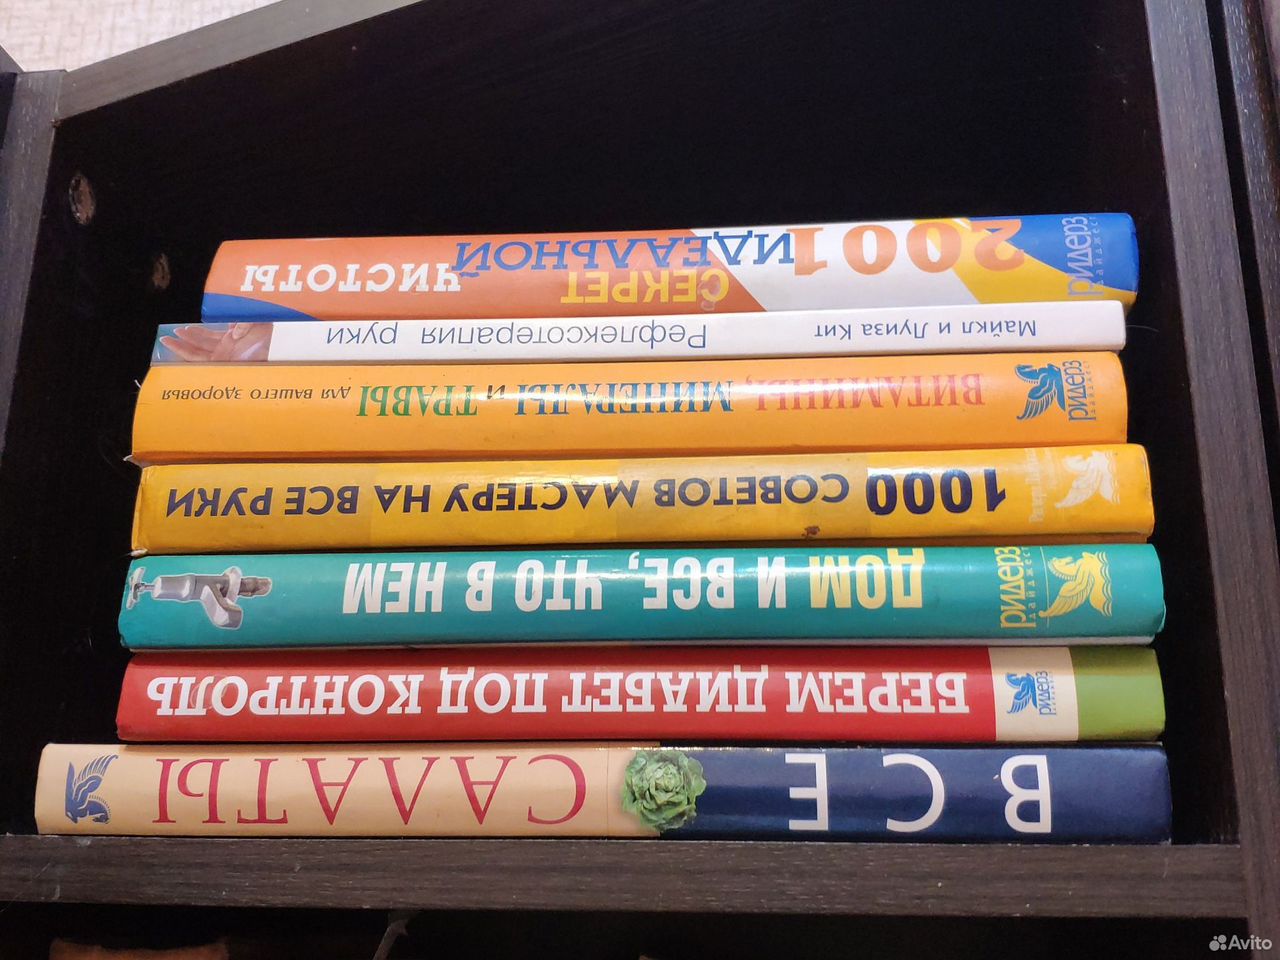 2001
СЕКРЕТ
ИДЕАЛЬНОЙ
ЧИСТОТЫ
РИДЕРЗ
ДАЙДЖЕСТ
Майкл и Луиза Кит Рефлексотерапия руки
РИДЕРЗ
ДАЙДЖЕСТ
ВИТАМИНЫ, МИНЕРАЛЫ И ТРАВЫ ДЛЯ ВАШЕГО ЗДОРОВЬЯ
1000 СОВЕТОВ МАСТЕРУ НА ВСЕ РУКИ
РИДЕРЗ
ДАЙДЖЕСТ
ДОМ И ВСЕ, ЧТО В НЕМ
РИДЕРЗ
БЕРЕМ ДИАБЕТ ПОД КОНТРОЛЬ
ВСЕ САЛАТЫ
Avito